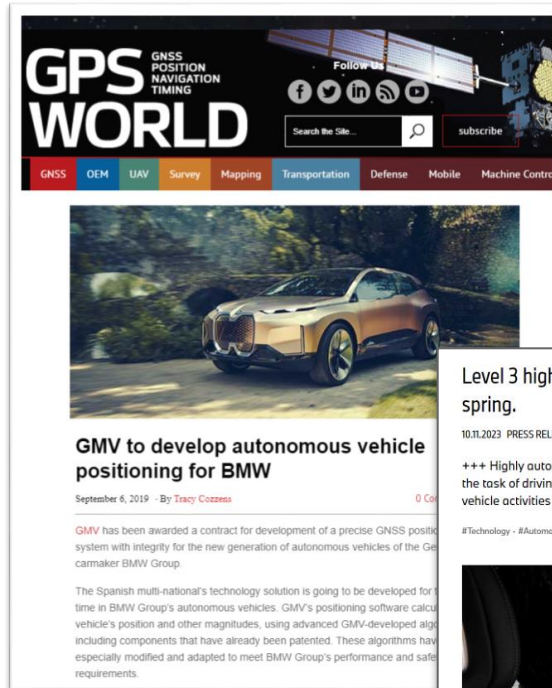 GPS
WORLD
GNSS
POSITION
NAVIGATION
TIMING
Follow Us
Search the Site...
subscribe
GNSS OEM UAV Survey Mapping Transportation Defense Mobile Machine Contro
GMV to develop autonomous vehicle
positioning for BMW
September 6, 2019 - By Tracy Cozzens
0 Co
GMV has been awarded a contract for development of a precise GNSS positio
system with integrity for the new generation of autonomous vehicles of the Ge
carmaker BMW Group.
The Spanish multi-national's technology solution is going to be developed for
time in BMW Group's autonomous vehicles. GMV's positioning software calcu
vehicle's position and other magnitudes, using advanced GMV-developed algo
including components that have already been patented. These algorithms hav
especially modified and adapted to meet BMW Group's performance and safe
requirements.
Level 3 high
spring.
10.11.2023 PRESS REL
+++ Highly auto
the task of drivin
vehicle activities
#Technology · #Automo